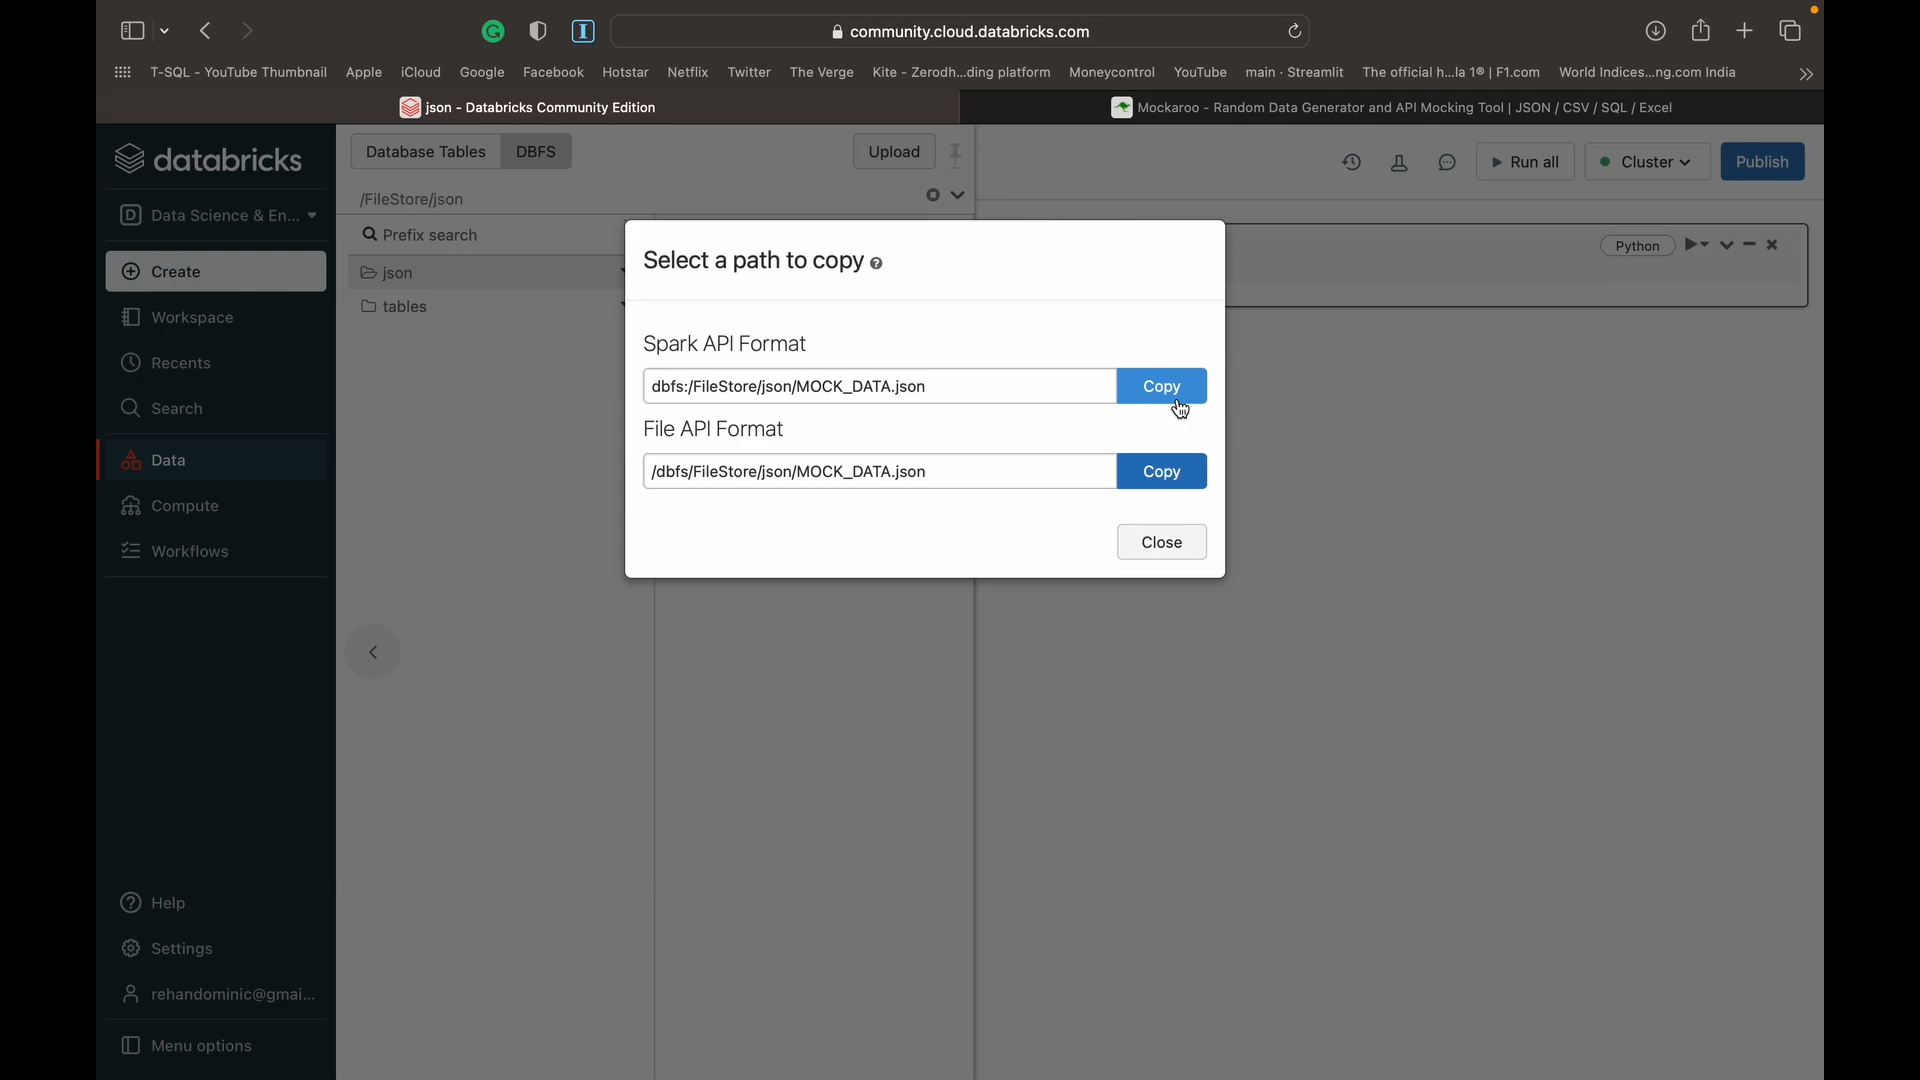 community.cloud.databricks.com
T-SQL - YouTube Thumbnail Apple iCloud Google Facebook Hotstar Netflix Twitter The Verge Kite - Zerodh...ding platform Moneycontrol YouTube main · Streamlit The official h...la 1® | F1.com World Indices...ng.com India
json - Databricks Community Edition
Mockaroo - Random Data Generator and API Mocking Tool | JSON / CSV / SQL / Excel
databricks
D Data Science & En...
Create
Workspace
Recents
Search
Data
Compute
Workflows
Help
Settings
rehandominic@gmai...
Menu options
Database Tables DBFS Upload
/FileStore/json
Prefix search
json
tables
Run all Cluster Publish
Python
Select a path to copy
Spark API Format
dbfs:/FileStore/json/MOCK_DATA.json Copy
File API Format
/dbfs/FileStore/json/MOCK_DATA.json Copy
Close